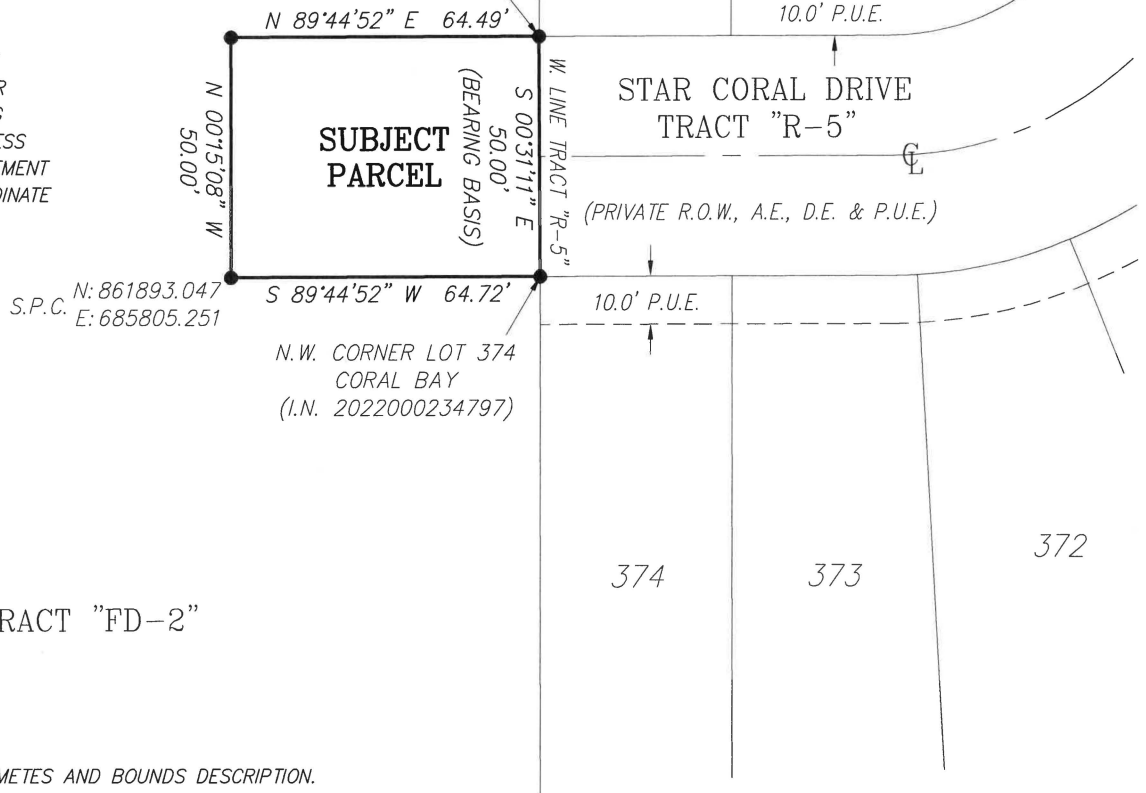 N 89°44'52" E 64.49'
10.0' P.U.E.
R
ESS
EMENT
DINATE
N 00°15'08" W
50.00'
SUBJECT
PARCEL
(BEARING BASIS)
50.00'
S 00°31'11" E
W. LINE TRACT "R-5"
STAR CORAL DRIVE
TRACT "R-5"
CL
(PRIVATE R.O.W., A.E., D.E. & P.U.E.)
S.P.C. N: 861893.047
E: 685805.251
S 89°44'52" W 64.72'
10.0' P.U.E.
N.W. CORNER LOT 374
CORAL BAY
(I.N. 2022000234797)
374
373
372
RACT "FD-2"
METES AND BOUNDS DESCRIPTION.